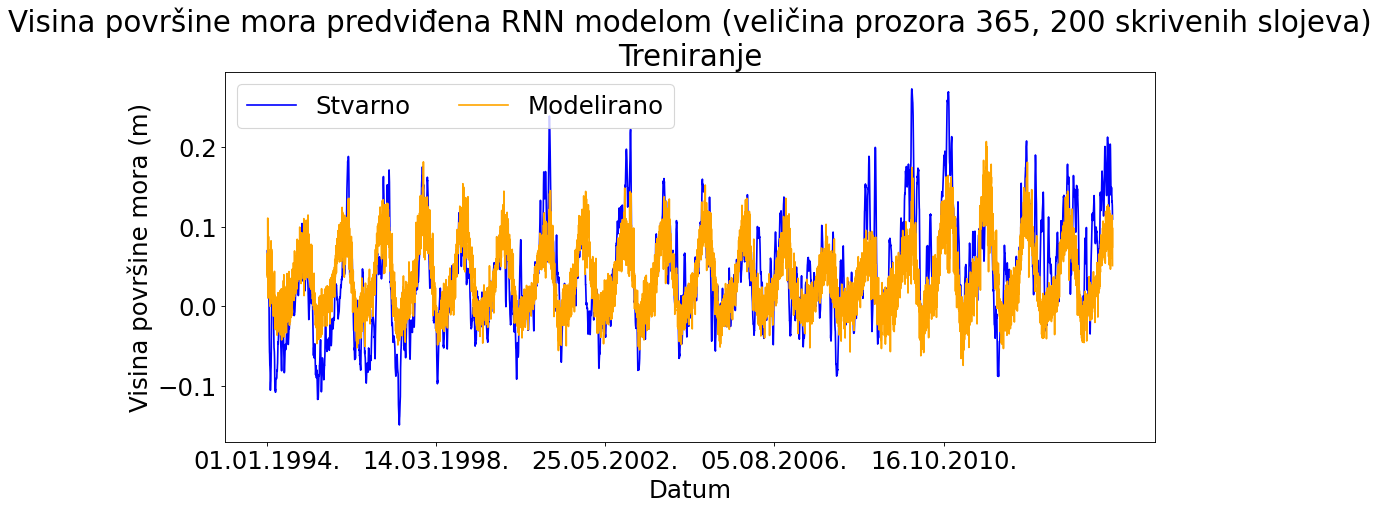 Visina površine mora predviđena RNN modelom (veličina prozora 365, 200 skrivenih slojeva)
Treniranje
Stvarno
Modelirano
Visina površine mora (m)
0.2
0.1
0.0
−0.1
01.01.1994.
14.03.1998.
25.05.2002.
05.08.2006.
16.10.2010.
Datum